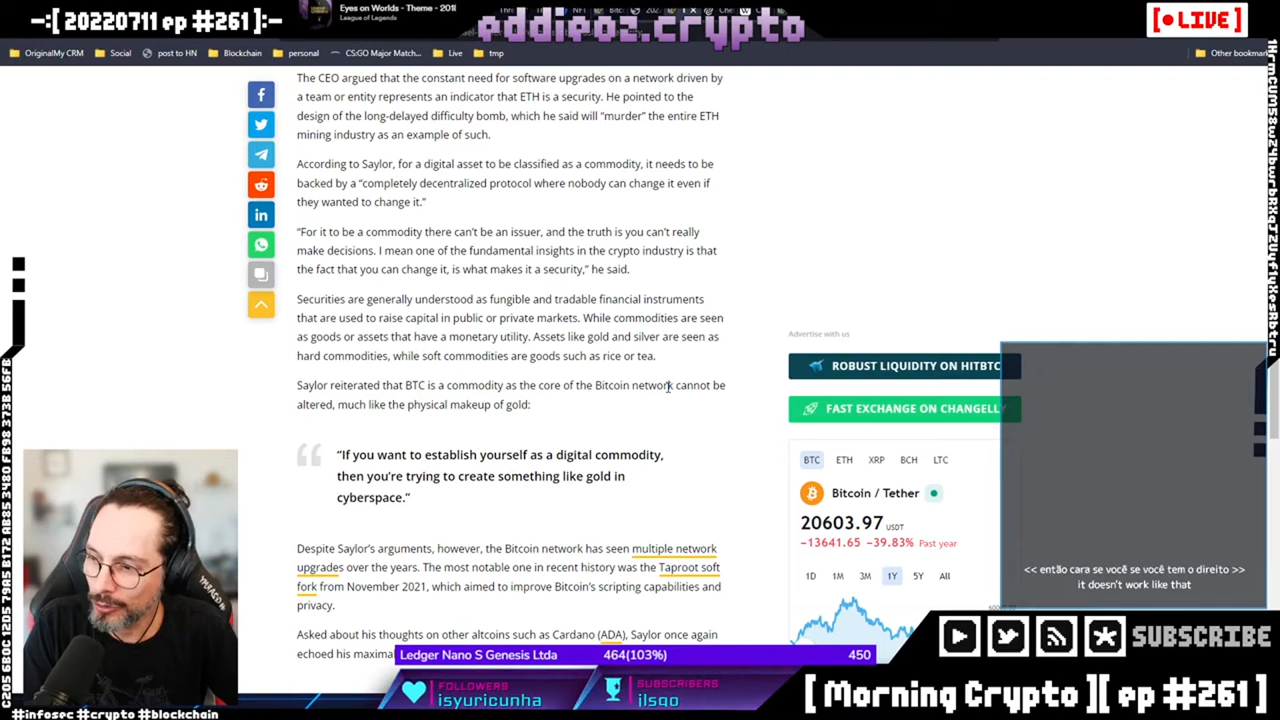 -:[ 20220711 ep #261 ]:-
Eyes on Worlds - Theme - 2018
League of Legends
eddieoz.crypto
[ LIVE ]
OriginalMy CRM
Social
post to HN
Blockchain
personal
CS:GO Major Match...
Live
tmp
Other bookmar
The CEO argued that the constant need for software upgrades on a network driven by
a team or entity represents an indicator that ETH is a security. He pointed to the
design of the long-delayed difficulty bomb, which he said will “murder” the entire ETH
mining industry as an example of such.
According to Saylor, for a digital asset to be classified as a commodity, it needs to be
backed by a “completely decentralized protocol where nobody can change it even if
they wanted to change it.”
“For it to be a commodity there can’t be an issuer, and the truth is you can’t really
make decisions. I mean one of the fundamental insights in the crypto industry is that
the fact that you can change it, is what makes it a security,” he said.
Securities are generally understood as fungible and tradable financial instruments
that are used to raise capital in public or private markets. While commodities are seen
as goods or assets that have a monetary utility. Assets like gold and silver are seen as
hard commodities, while soft commodities are goods such as rice or tea.
Saylor reiterated that BTC is a commodity as the core of the Bitcoin network cannot be
altered, much like the physical makeup of gold:
“If you want to establish yourself as a digital commodity,
then you’re trying to create something like gold in
cyberspace.”
Despite Saylor’s arguments, however, the Bitcoin network has seen multiple network
upgrades over the years. The most notable one in recent history was the Taproot soft
fork from November 2021, which aimed to improve Bitcoin’s scripting capabilities and
privacy.
Asked about his thoughts on other altcoins such as Cardano (ADA), Saylor once again
echoed his maxima
Advertise with us
ROBUST LIQUIDITY ON HITBTC
FAST EXCHANGE ON CHANGELLY
BTC ETH XRP BCH LTC
Bitcoin / Tether
20603.97 USDT
−13641.65 −39.83% Past year
1D 1M 3M 1Y 5Y All
<< então cara se você se você tem o direito >>
it doesn't work like that
Ledger Nano S Genesis Ltda 464(103%) 450
FOLLOWERS
isyuricunha
SUBSCRIBERS
ilsgo
SUBSCRIBE
[ Morning Crypto ][ ep #261 ]
#infosec #crypto #blockchain